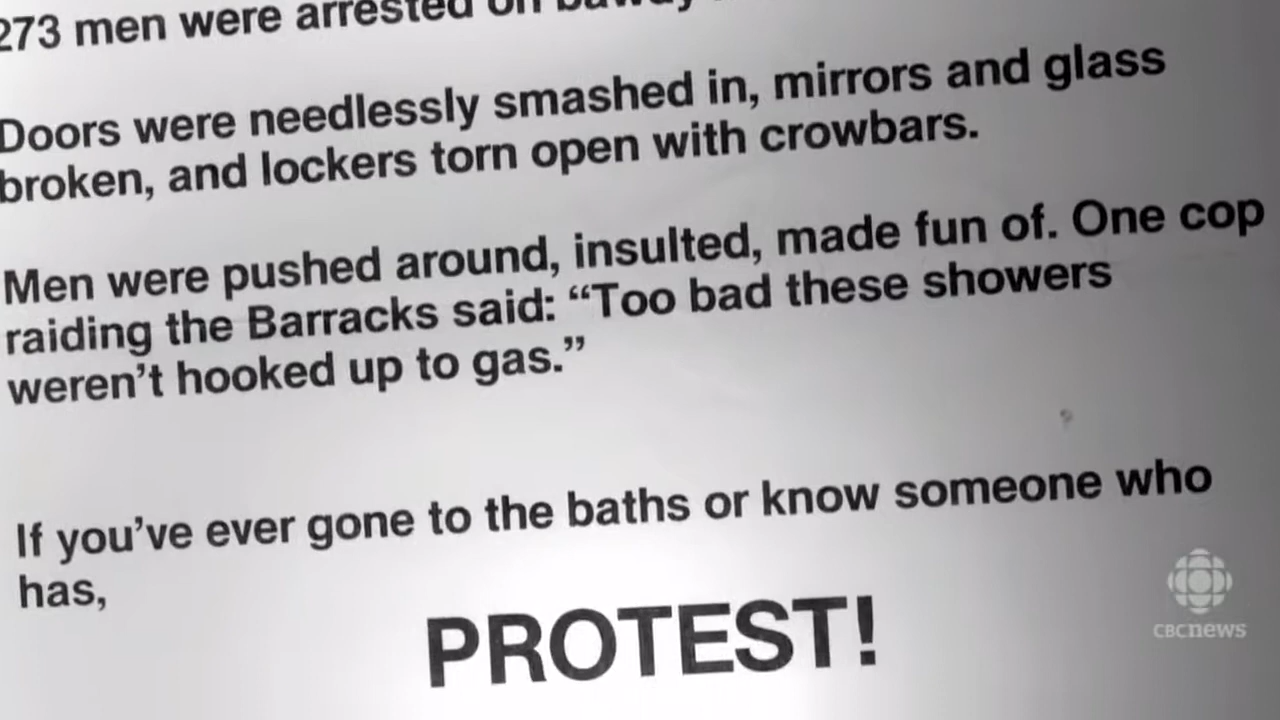 273 men were arrested on bawdy
Doors were needlessly smashed in, mirrors and glass
broken, and lockers torn open with crowbars.
Men were pushed around, insulted, made fun of. One cop
raiding the Barracks said: “Too bad these showers
weren’t hooked up to gas.”
If you’ve ever gone to the baths or know someone who
has,
PROTEST!
CBCnews